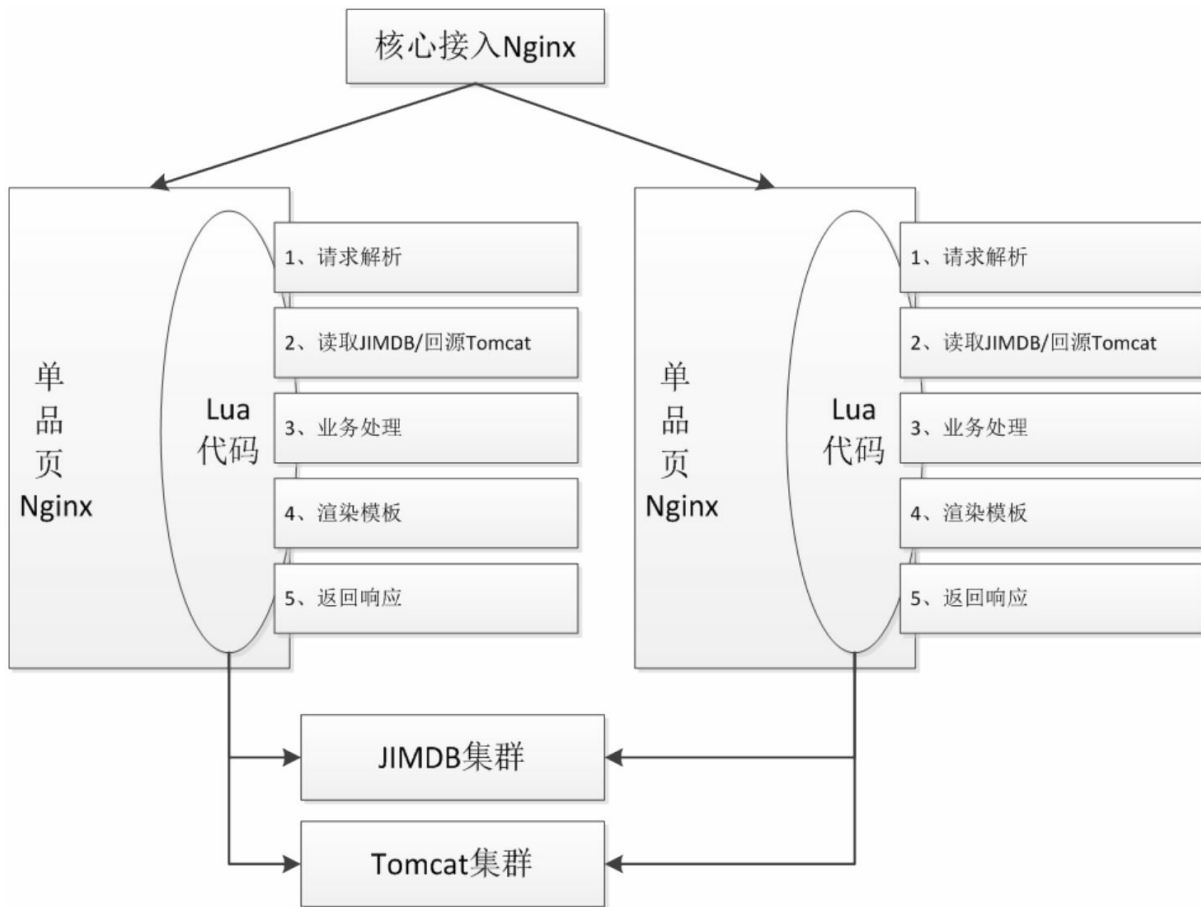 核心接入Nginx
单
品
页
Nginx
Lua
代码
1、请求解析
2、读取JIMDB/回源Tomcat
3、业务处理
4、渲染模板
5、返回响应
单
品
页
Nginx
Lua
代码
1、请求解析
2、读取JIMDB/回源Tomcat
3、业务处理
4、渲染模板
5、返回响应
JIMDB集群
Tomcat集群